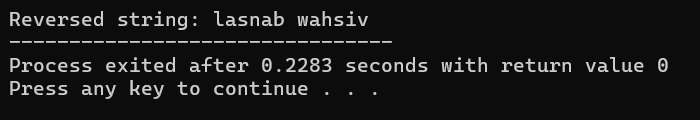 Reversed string: lasnab wahsiv
--------------------------------
Process exited after 0.2283 seconds with return value 0
Press any key to continue . . .